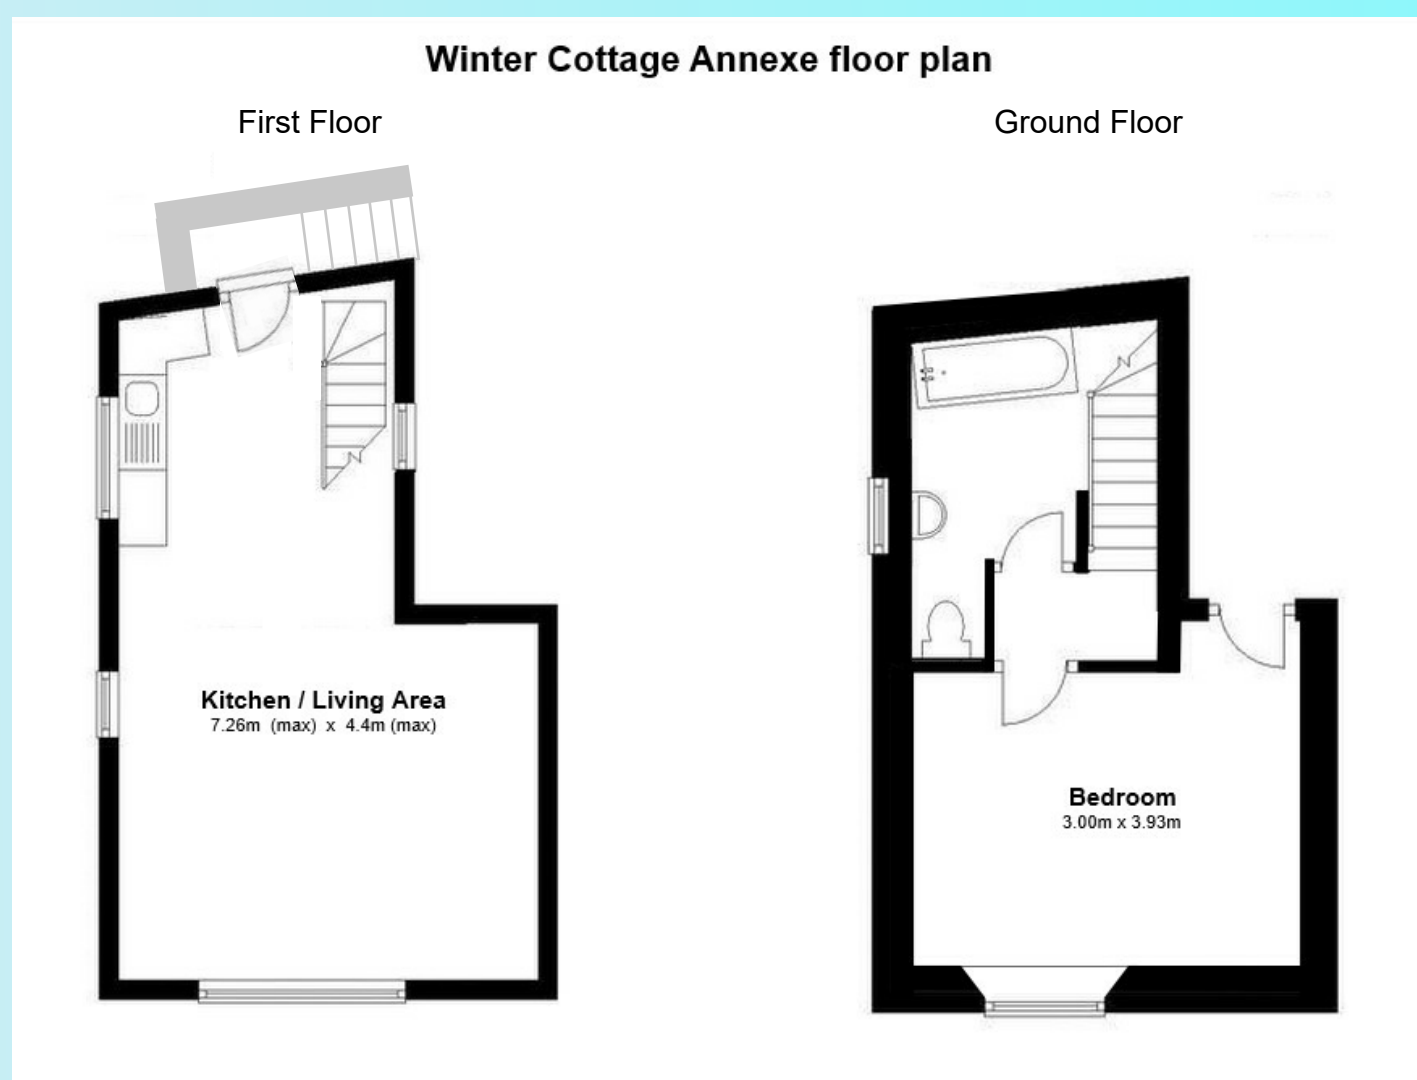 Winter Cottage Annexe floor plan
First Floor
Ground Floor
Kitchen / Living Area
7.26m (max) x 4.4m (max)
Bedroom
3.00m x 3.93m